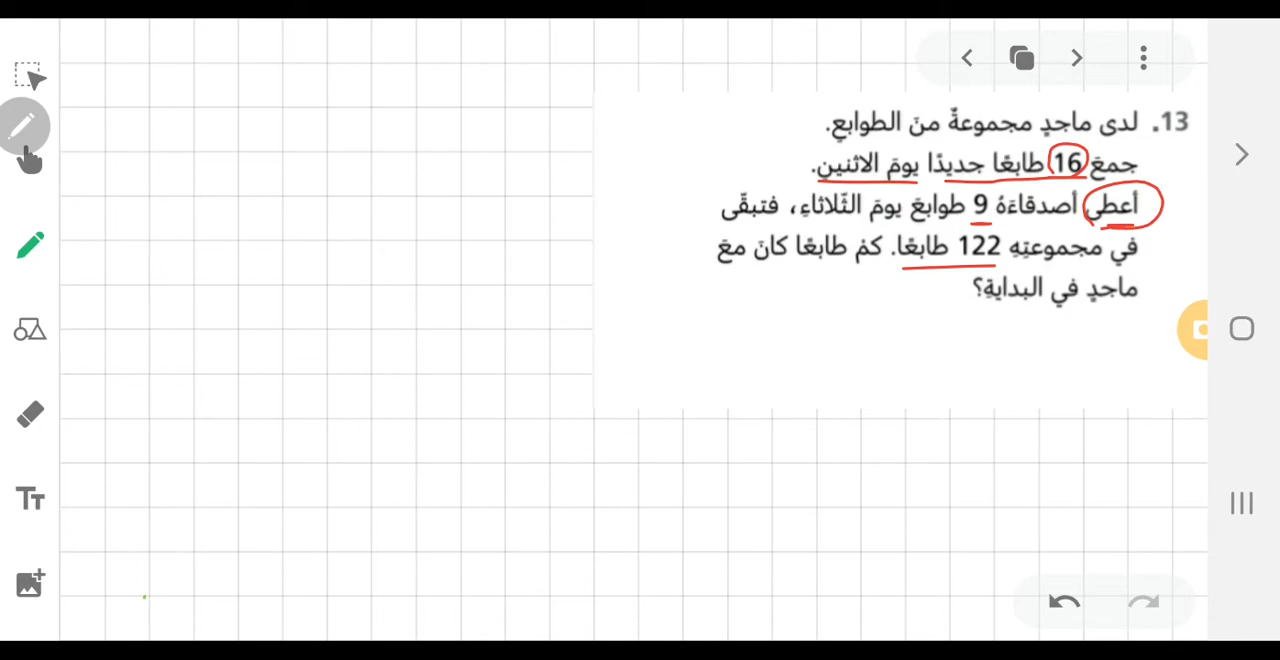 13. لدى ماجدٍ مجموعةٌ منَ الطوابعِ.
جمعَ 16 طابعًا جديدًا يومَ الاثنينِ.
أعطى أصدقاءَهُ 9 طوابعَ يومَ الثّلاثاءِ، فتبقّى
في مجموعتِهِ 122 طابعًا. كمْ طابعًا كانَ معَ
ماجدٍ في البدايةِ؟
Tт